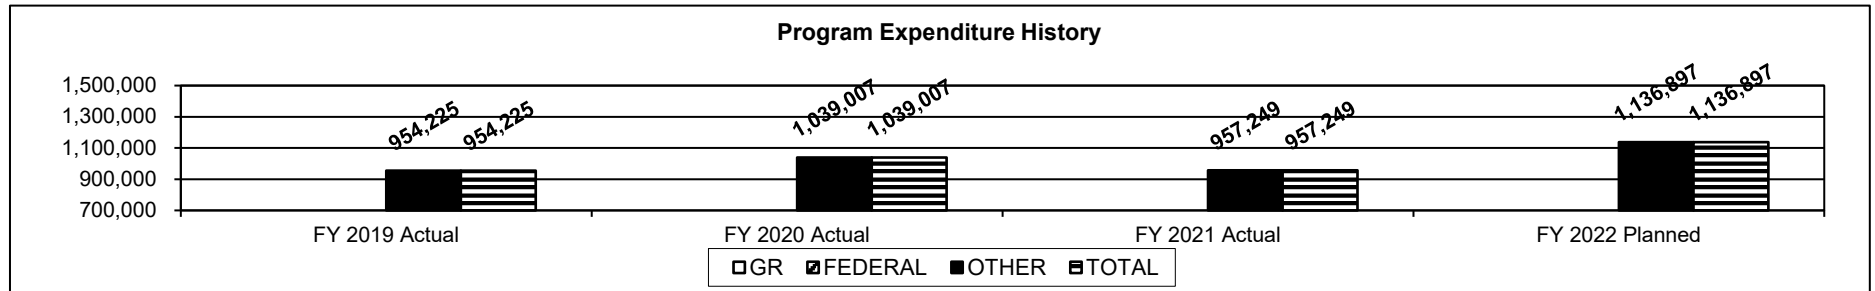 Program Expenditure History
1,500,000
1,300,000
1,100,000
900,000
700,000
954,225
954,225
1,039,007
1,039,007
957,249
957,249
1,136,897
1,136,897
FY 2019 Actual
FY 2020 Actual
FY 2021 Actual
FY 2022 Planned
GR FEDERAL OTHER TOTAL